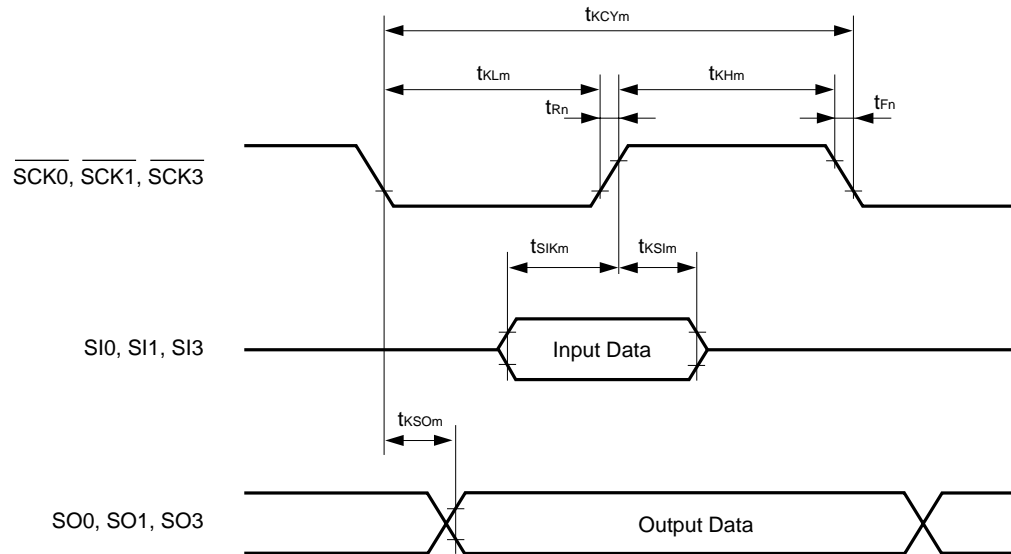 tKCYm
tKLm
tKHm
tRn
tFn
SCK0, SCK1, SCK3
tSIKm
tKSIm
SI0, SI1, SI3
Input Data
tKSOm
SO0, SO1, SO3
Output Data